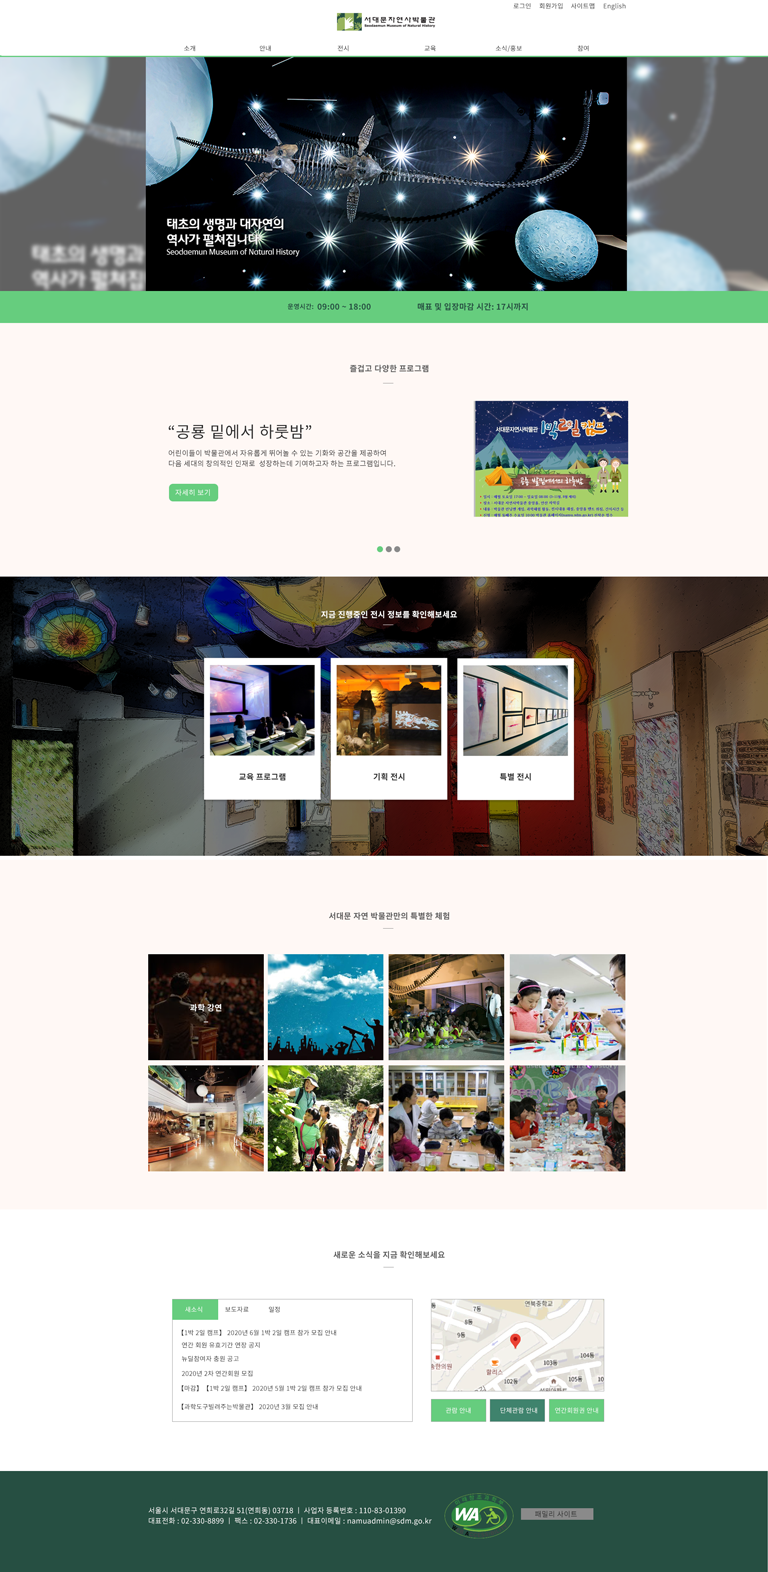 로그인 회원가입 사이트맵 English
서대문자연사박물관
Seodaemun Museum of Natural History
소개 안내 전시 교육 소식/홍보 참여
태초의 생명과 대자연의
역사가 펼쳐집니다
Seodaemun Museum of Natural History
태초의 생명과
역사가 펼쳐집
운영시간: 09:00 ~ 18:00 매표 및 입장마감 시간: 17시까지
즐겁고 다양한 프로그램
“공룡 밑에서 하룻밤”
어린이들이 박물관에서 자유롭게 뛰어놀 수 있는 기화와 공간을 제공하여
다음 세대의 창의적인 인재로 성장하는데 기여하고자 하는 프로그램입니다.
자세히 보기
서대문자연사박물관 1박2일 캠프
공룡 밑에서의 하룻밤
지금 진행중인 전시 정보를 확인해보세요
교육 프로그램 기획 전시 특별 전시
서대문 자연 박물관만의 특별한 체험
과학 강연
새로운 소식을 지금 확인해보세요
새소식 보도자료 일정
【1박 2일 캠프】 2020년 6월 1박 2일 캠프 참가 모집 안내
연간 회원 유효기간 연장 공지
뉴딜참여자 충원 공고
2020년 2차 연간회원 모집
【마감】【1박 2일 캠프】 2020년 5월 1박 2일 캠프 참가 모집 안내
【과학도구빌려주는박물관】 2020년 3월 모집 안내
연북중학교
7동
8동
9동
할리스
102동
103동
104동
105동
관람 안내 단체관람 안내 연간회원권 안내
서울시 서대문구 연희로32길 51(연희동) 03718 ㅣ 사업자 등록번호 : 110-83-01390
대표전화 : 02-330-8899 ㅣ 팩스 : 02-330-1736 ㅣ 대표이메일 : namuadmin@sdm.go.kr
WA
패밀리 사이트